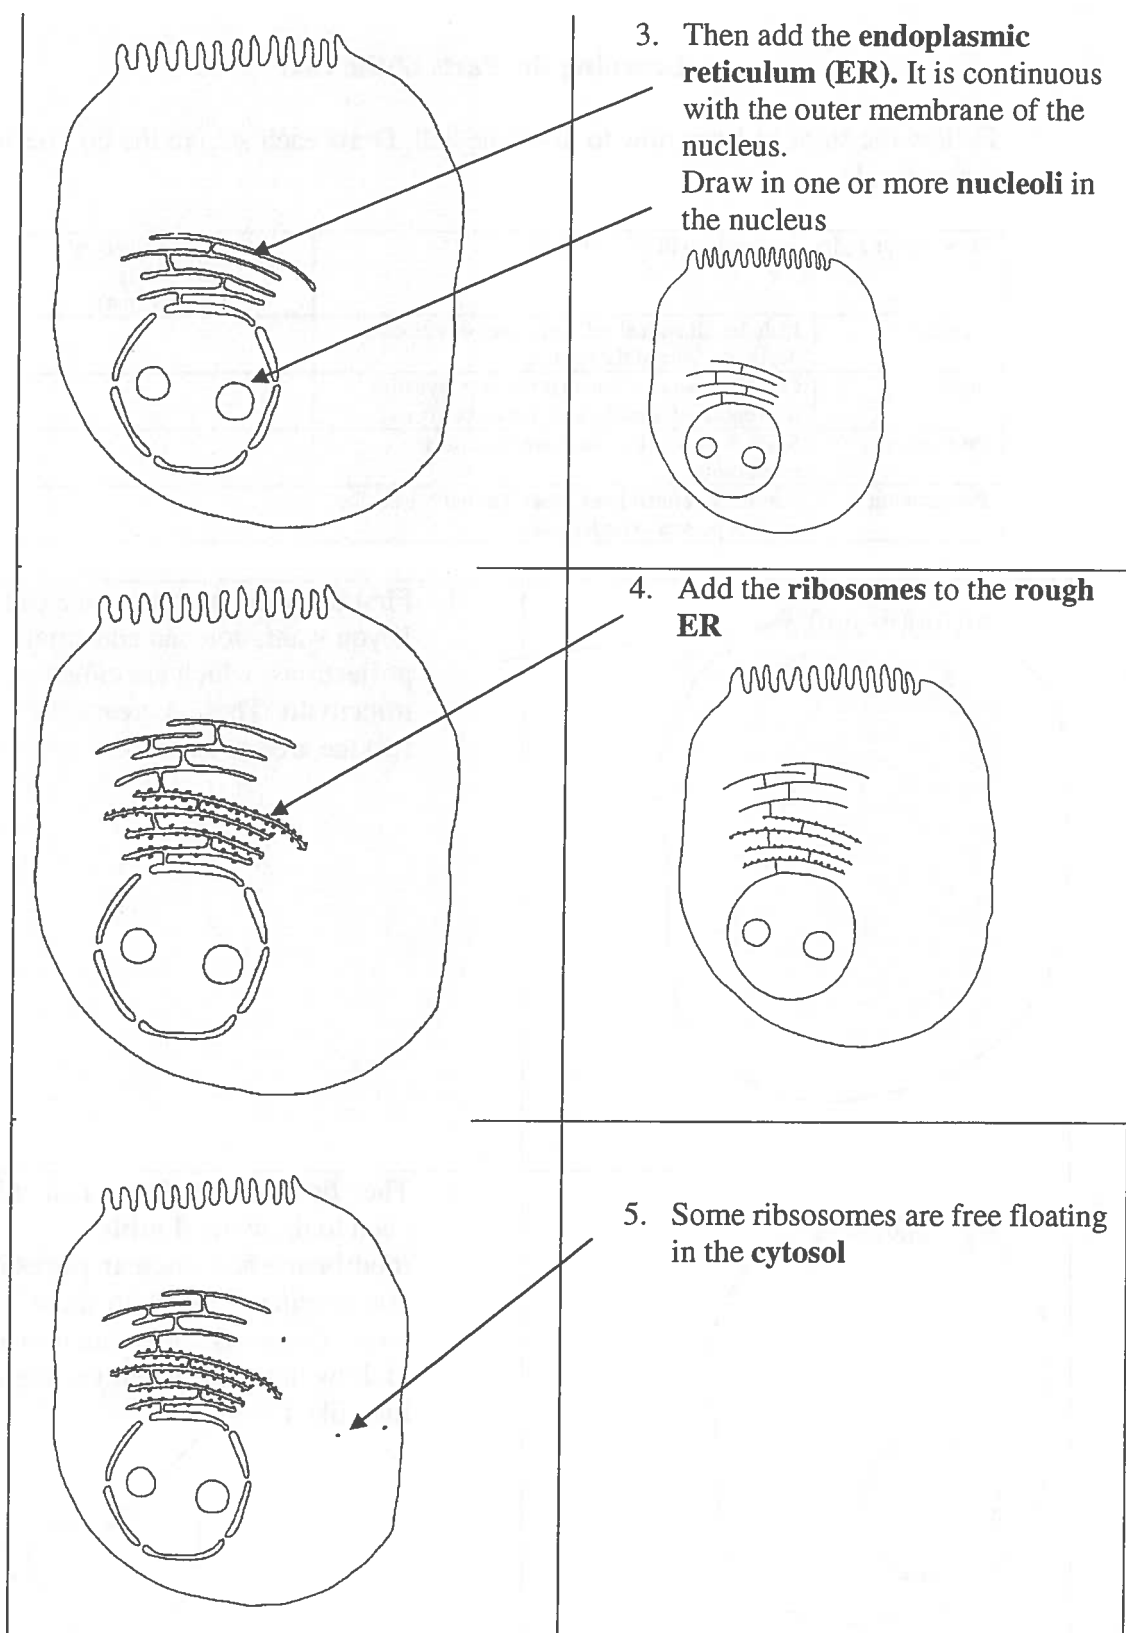 3. Then add the endoplasmic
reticulum (ER). It is continuous
with the outer membrane of the
nucleus.
Draw in one or more nucleoli in
the nucleus
4. Add the ribosomes to the rough
ER
5. Some ribsosomes are free floating
in the cytosol